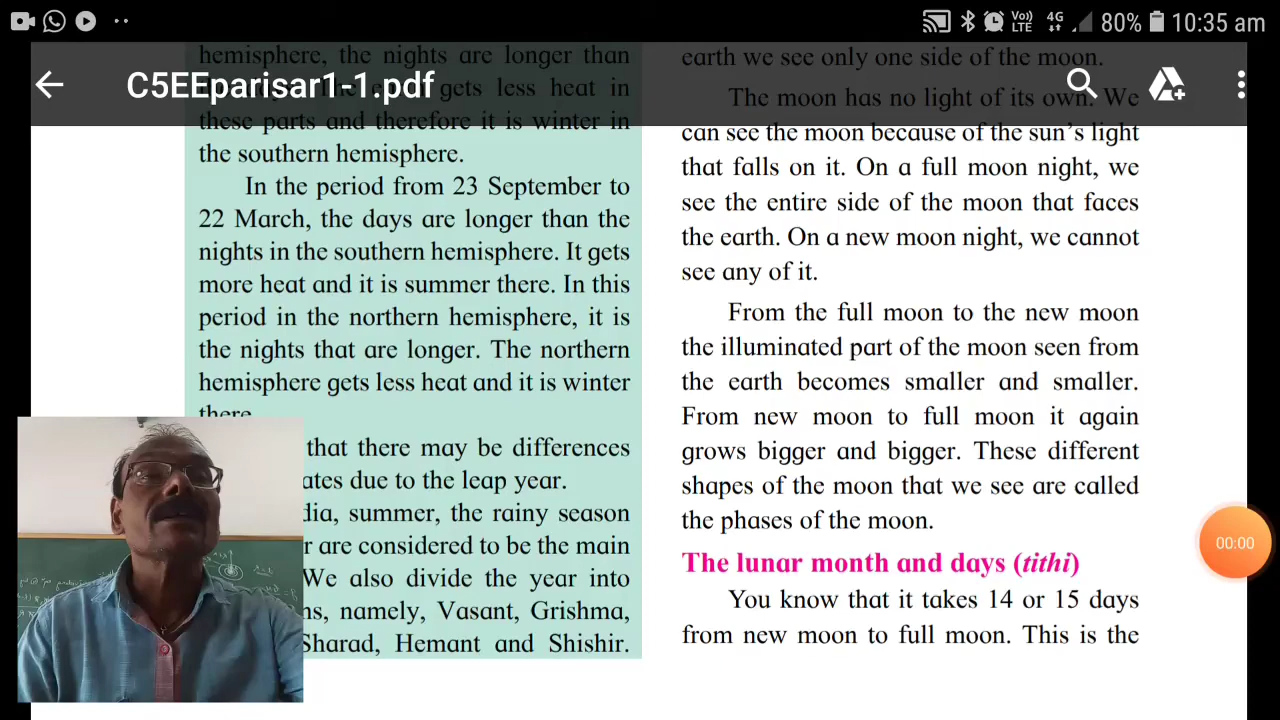 Vo))
LTE
4G
80%
10:35 am
C5EEparisar1-1.pdf
hemisphere, the nights are longer than
gets less heat in
these parts and therefore it is winter in
the southern hemisphere.
In the period from 23 September to
22 March, the days are longer than the
nights in the southern hemisphere. It gets
more heat and it is summer there. In this
period in the northern hemisphere, it is
the nights that are longer. The northern
hemisphere gets less heat and it is winter
there
that there may be differences
ates due to the leap year.
dia, summer, the rainy season
r are considered to be the main
We also divide the year into
ns, namely, Vasant, Grishma,
Sharad, Hemant and Shishir.
earth we see only one side of the moon.
The moon has no light of its own. We
can see the moon because of the sun's light
that falls on it. On a full moon night, we
see the entire side of the moon that faces
the earth. On a new moon night, we cannot
see any of it.
From the full moon to the new moon
the illuminated part of the moon seen from
the earth becomes smaller and smaller.
From new moon to full moon it again
grows bigger and bigger. These different
shapes of the moon that we see are called
the phases of the moon.
The lunar month and days (tithi)
You know that it takes 14 or 15 days
from new moon to full moon. This is the
00:00